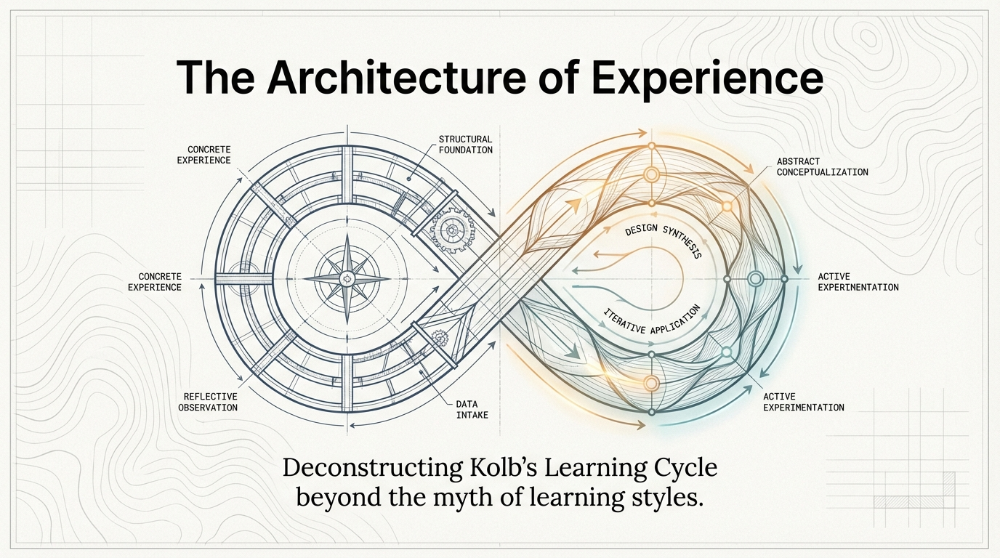 The Architecture of Experience
CONCRETE
EXPERIENCE
STRUCTURAL
FOUNDATION
ABSTRACT
CONCEPTUALIZATION
DESIGN SYNTHESIS
CONCRETE
EXPERIENCE
ACTIVE
EXPERIMENTATION
ITERATIVE APPLICATION
REFLECTIVE
OBSERVATION
DATA
INTAKE
ACTIVE
EXPERIMENTATION
Deconstructing Kolb’s Learning Cycle
beyond the myth of learning styles.